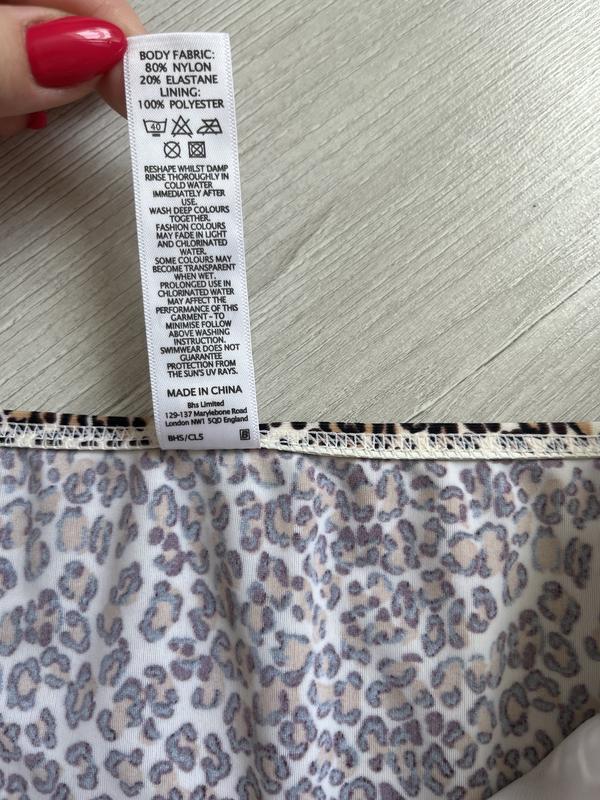 BODY FABRIC:
80% NYLON
20% ELASTANE
LINING:
100% POLYESTER
40
RESHAPE WHILST DAMP
RINSE THOROUGHLY IN
COLD WATER
IMMEDIATELY AFTER
USE.
WASH DEEP COLOURS
TOGETHER.
FASHION COLOURS
MAY FADE IN LIGHT
AND CHLORINATED
WATER.
SOME COLOURS MAY
BECOME TRANSPARENT
WHEN WET.
PROLONGED USE IN
CHLORINATED WATER
MAY AFFECT THE
PERFORMANCE OF THIS
GARMENT - TO
MINIMISE FOLLOW
ABOVE WASHING
INSTRUCTION.
SWIMWEAR DOES NOT
GUARANTEE
PROTECTION FROM
THE SUN'S UV RAYS.
MADE IN CHINA
Bhs Limited
129-137 Marylebone Road
London NW1 5QD England
BHS/CL5